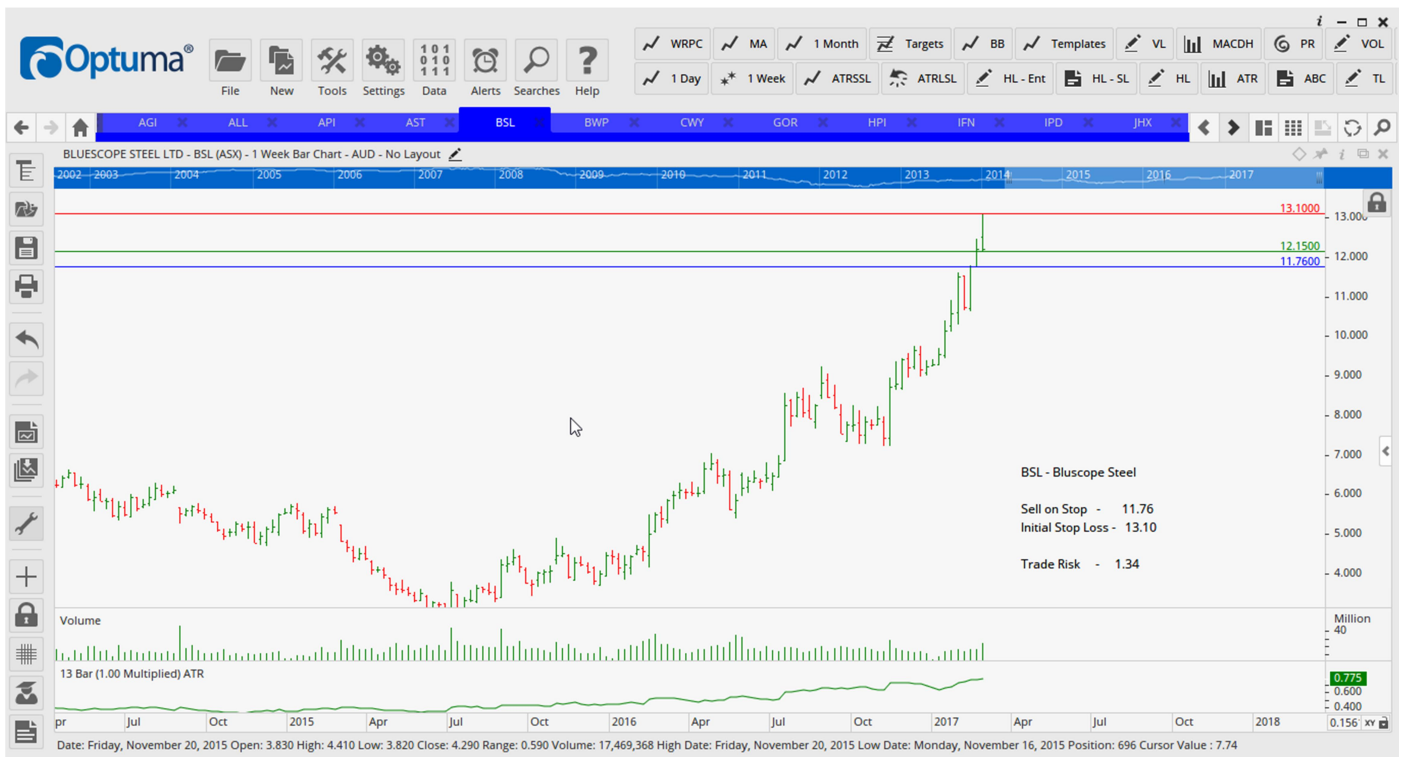 i
Optuma®
File New Tools Settings Data Alerts Searches Help
101
010
111
WRPC MA 1 Month Targets BB Templates VL MACDH PR VOL
1 Day 1 Week ATRSSL ATRLSL HL - Ent HL - SL HL ATR ABC TL
AGI ALL API AST BSL BWP CWY GOR HPI IFN IPD JHX
BLUESCOPE STEEL LTD - BSL (ASX) - 1 Week Bar Chart - AUD - No Layout
2002 2003 2004 2005 2006 2007 2008 2009 2010 2011 2012 2013 2014 2015 2016 2017
13.1000
13.000
12.1500
12.000
11.7600
11.000
10.000
9.000
8.000
7.000
6.000
5.000
4.000
BSL - Bluscope Steel
Sell on Stop - 11.76
Initial Stop Loss - 13.10
Trade Risk - 1.34
Volume
Million
40
13 Bar (1.00 Multiplied) ATR
0.775
0.600
0.400
pr Jul Oct 2015 Apr Jul Oct 2016 Apr Jul Oct 2017 Apr Jul Oct 2018 0.156 XY
Date: Friday, November 20, 2015 Open: 3.830 High: 4.410 Low: 3.820 Close: 4.290 Range: 0.590 Volume: 17,469,368 High Date: Friday, November 20, 2015 Low Date: Monday, November 16, 2015 Position: 696 Cursor Value : 7.74